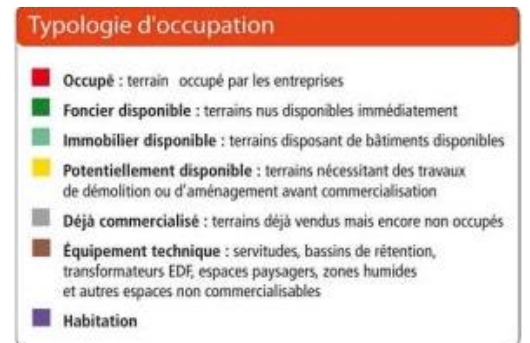 Typologie d'occupation
Occupé : terrain occupé par les entreprises
Foncier disponible : terrains nus disponibles immédiatement
Immobilier disponible : terrains disposant de bâtiments disponibles
Potentiellement disponible : terrains nécessitant des travaux
de démolition ou d'aménagement avant commercialisation
Déjà commercialisé : terrains déjà vendus mais encore non occupés
Équipement technique : servitudes, bassins de rétention,
transformateurs EDF, espaces paysagers, zones humides
et autres espaces non commercialisables
Habitation